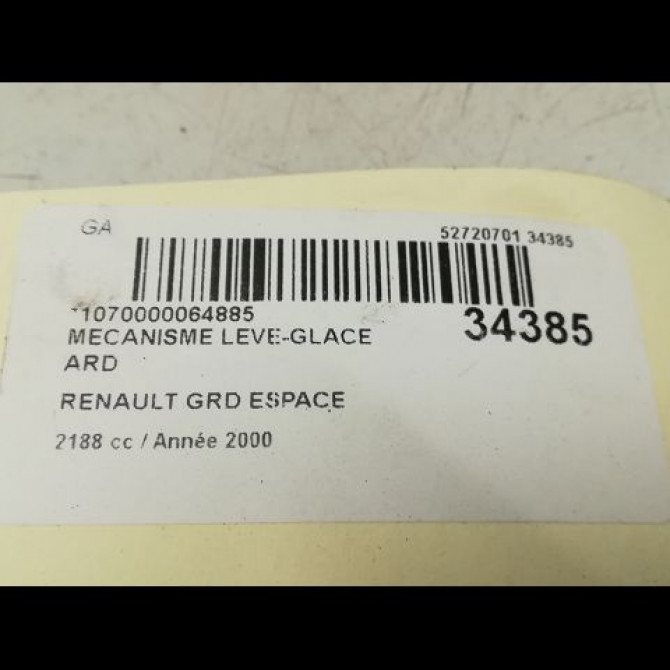 GA
52720701 34385
*1070000064885
34385
MECANISME LEVE-GLACE
ARD
RENAULT GRD ESPACE
2188 cc / Année 2000